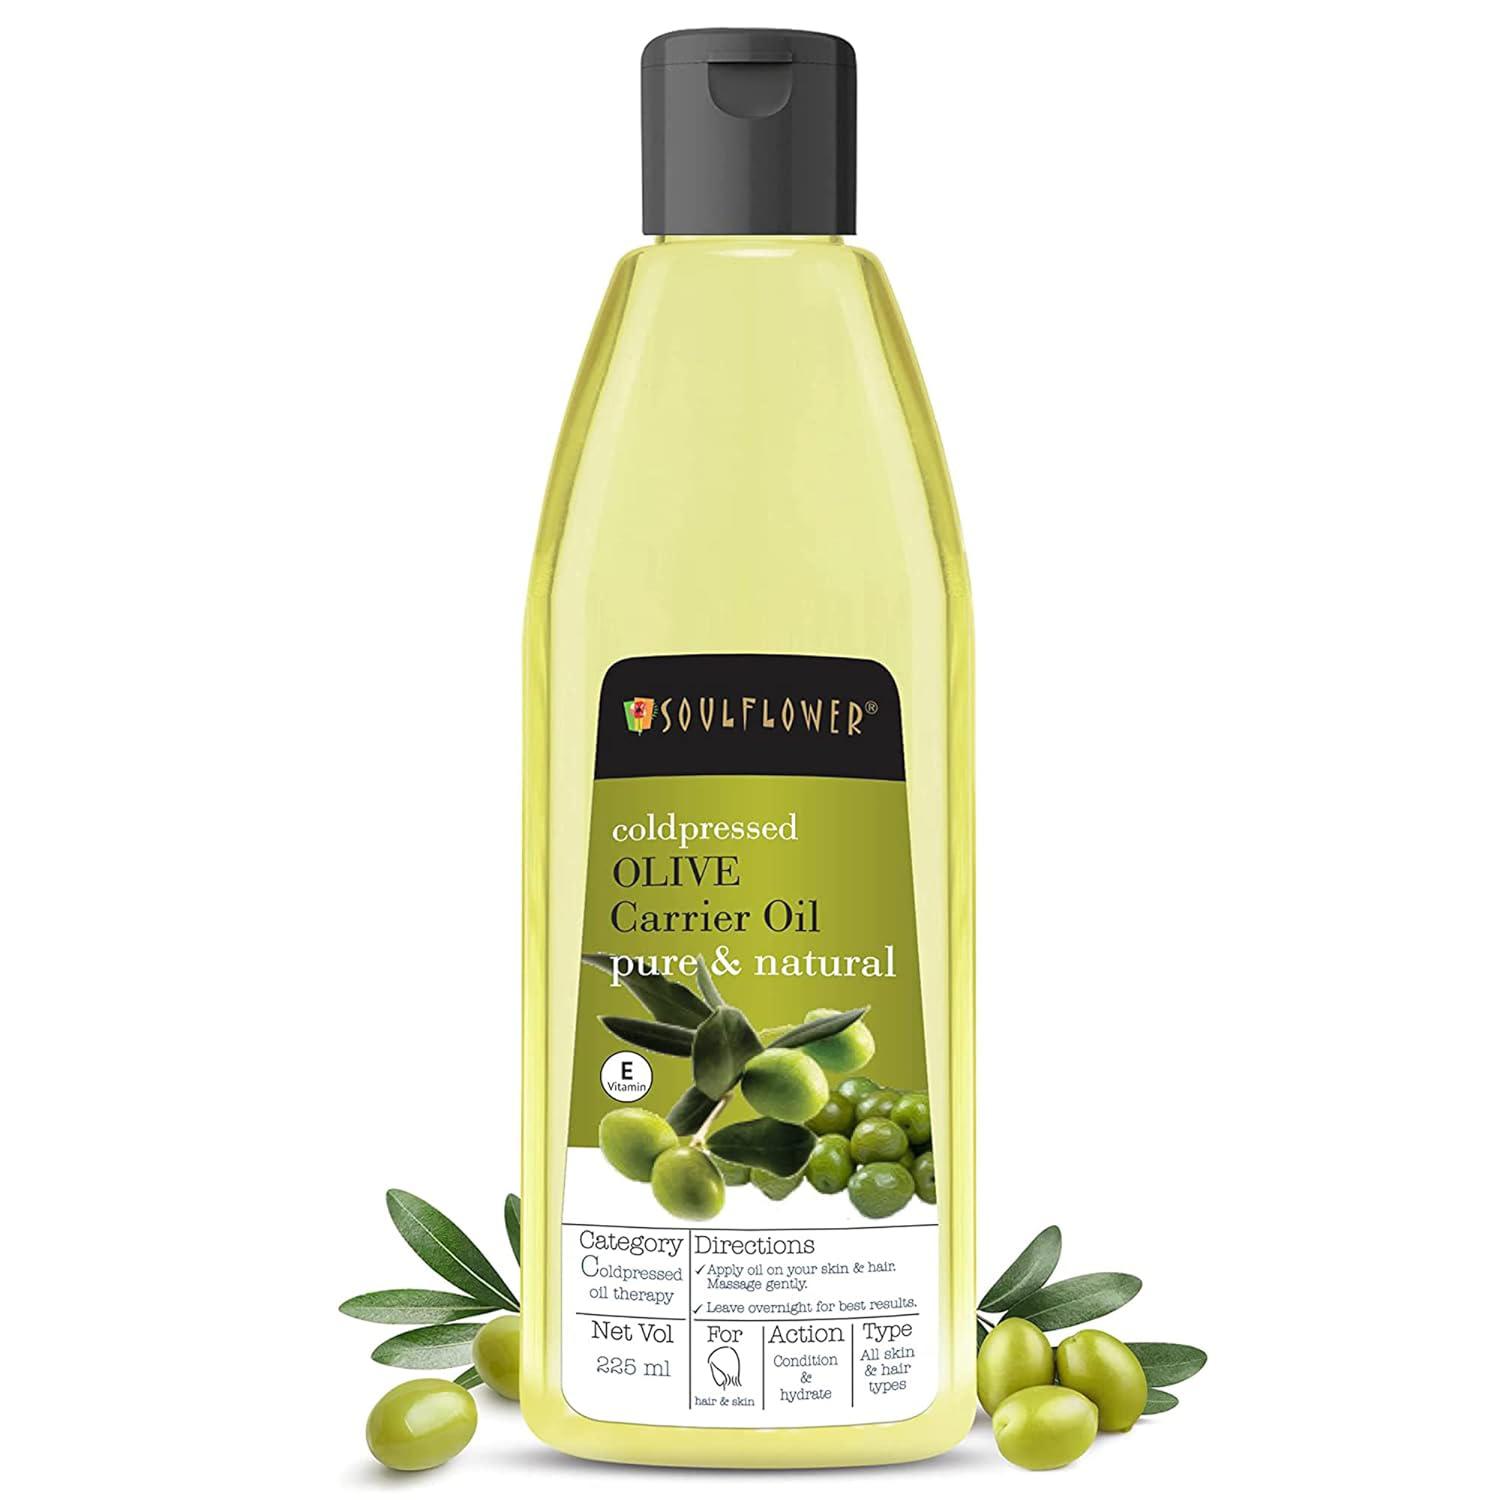 SOULFLOWER®
coldpressed
OLIVE
Carrier Oil
pure & natural
E
Vitamin
Category
Coldpressed
oil therapy
Directions
✓ Apply oil on your skin & hair.
Massage gently.
✓ Leave overnight for best results.
Net Vol
225 ml
For
hair & skin
Action
Condition
&
hydrate
Type
All skin
& hair
types